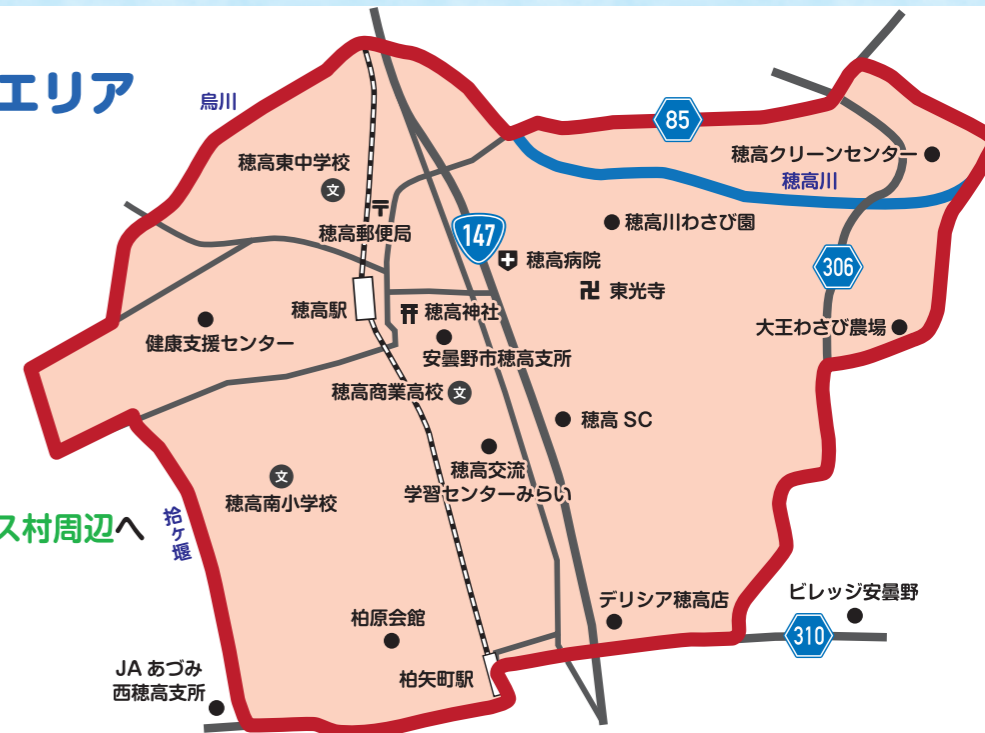 エリア
烏川
85
穂高クリーンセンター
穂高東中学校
文
穂高川
穂高郵便局
147
穂高川わさび園
穂高病院
306
東光寺
穂高駅
穂高神社
大王わさび農場
健康支援センター
安曇野市穂高支所
穂高商業高校
文
穂高 SC
穂高交流
学習センターみらい
文
穂高南小学校
ス村周辺へ
拾ヶ堰
ビレッジ安曇野
デリシア穂高店
柏原会館
310
JA あづみ
西穂高支所
柏矢町駅